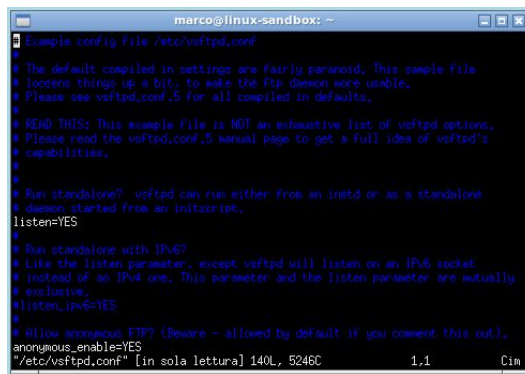 marco@linux-sandbox: ~
# Example config file /etc/vsftpd.conf
#
# The default compiled in settings are fairly paranoid. This sample file
# loosens things up a bit, to make the ftp daemon more usable.
# Please see vsftpd.conf.5 for all compiled in defaults.
#
# READ THIS: This example file is NOT an exhaustive list of vsftpd options.
# Please read the vsftpd.conf.5 manual page to get a full idea of vsftpd's
# capabilities.
#
#
# Run standalone?  vsftpd can run either from an inetd or as a standalone
# daemon started from an initscript.
listen=YES
#
# Run standalone with IPv6?
# Like the listen parameter, except vsftpd will listen on an IPv6 socket
# instead of an IPv4 one. This parameter and the listen parameter are mutually
# exclusive.
#listen_ipv6=YES
#
# Allow anonymous FTP? (Beware - allowed by default if you comment this out).
anonymous_enable=YES
"/etc/vsftpd.conf" [in sola lettura] 140L, 5246C 1,1 Cim